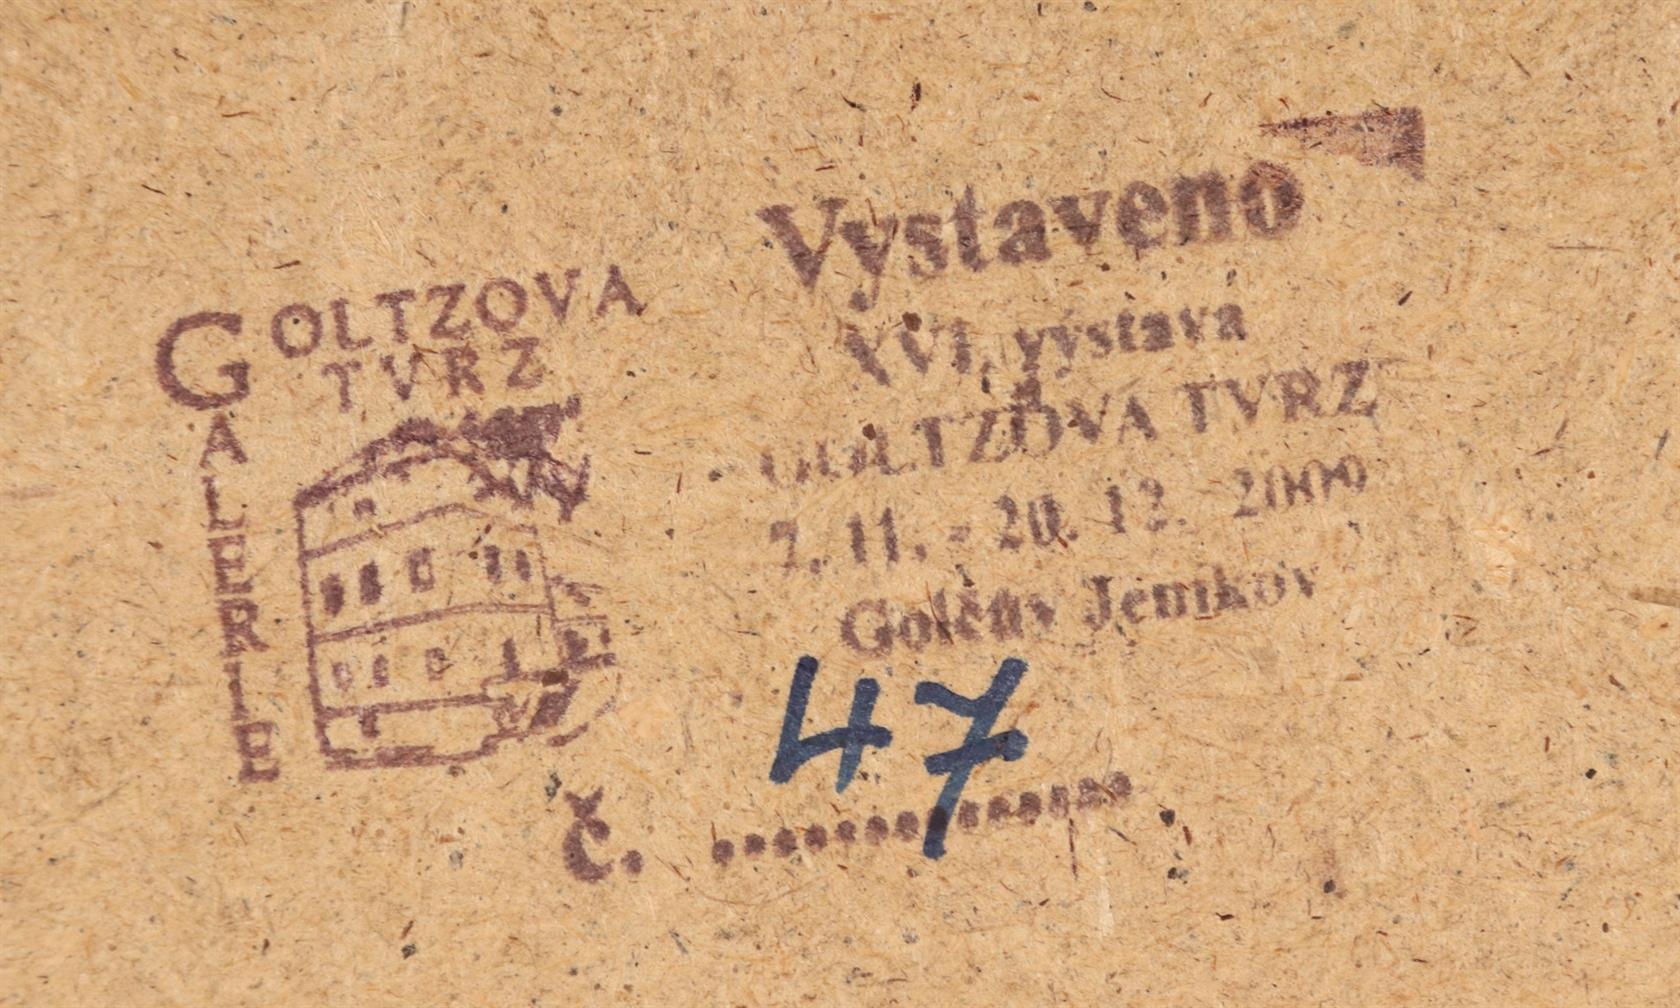 GOLTZOVA
TVRZ
GALERIE
Vystaveno
XVI. výstava
GOLTZOVA TVRZ
7. 11. - 20. 12. 2000
Golčův Jeníkov
47
č. ..............